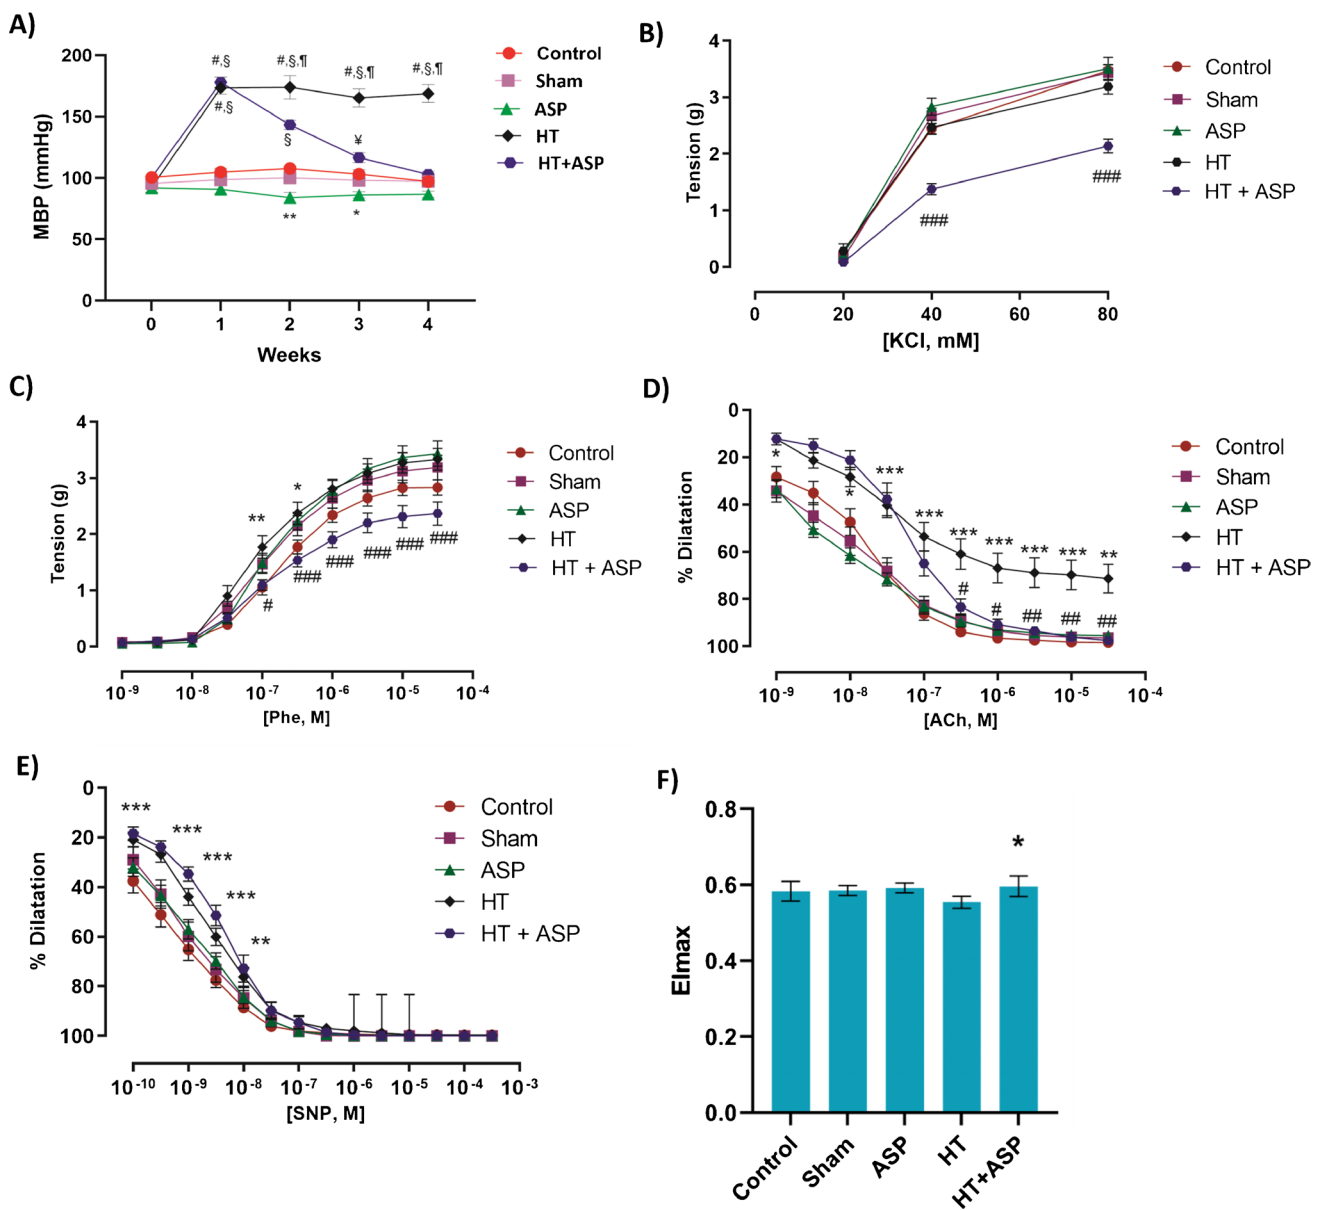 A)
MBP (mmHg)
200
150
100
50
0
#,§
#,§,¶
#,§,¶
#,§,¶
#,§
§
¥
**
*
0 1 2 3 4
Weeks
Control
Sham
ASP
HT
HT+ASP
B)
Tension (g)
4
3
2
1
0
###
###
0 20 40 60 80
[KCl, mM]
Control
Sham
ASP
HT
HT + ASP
C)
Tension (g)
4
3
2
1
0
*
**
### ### ### ### ###
#
10-9 10-8 10-7 10-6 10-5 10-4
[Phe, M]
Control
Sham
ASP
HT
HT + ASP
D)
% Dilatation
0
20
40
60
80
100
*
*
*** *** *** *** *** *** **
# # ## ## ##
10-9 10-8 10-7 10-6 10-5 10-4
[ACh, M]
Control
Sham
ASP
HT
HT + ASP
E)
% Dilatation
0
20
40
60
80
100
***
***
***
***
**
10-10 10-9 10-8 10-7 10-6 10-5 10-4 10-3
[SNP, M]
Control
Sham
ASP
HT
HT + ASP
F)
EImax
0.8
0.6
0.4
0.2
0.0
*
Control Sham ASP HT HT+ASP